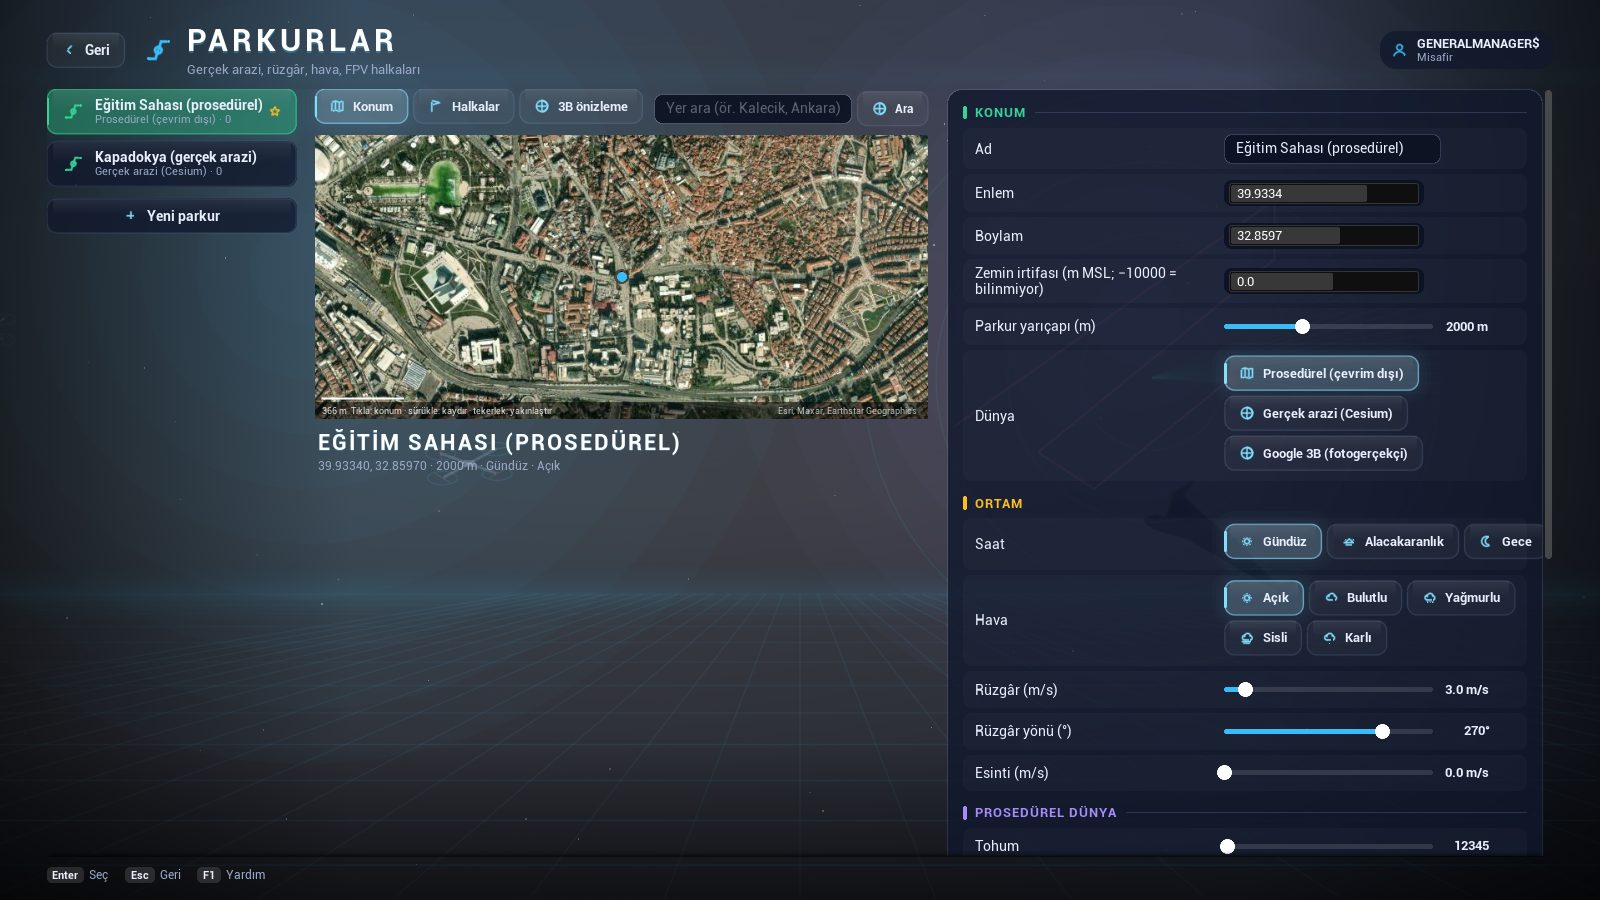 Geri
PARKURLAR
Gerçek arazi, rüzgâr, hava, FPV halkaları
GENERALMANAGER$
Misafir
Eğitim Sahası (prosedürel)
Prosedürel (çevrim dışı) · 0
Kapadokya (gerçek arazi)
Gerçek arazi (Cesium) · 0
+ Yeni parkur
Konum
Halkalar
3B önizleme
Yer ara (ör. Kalecik, Ankara)
Ara
366 m Tıkla: konum · sürükle: kaydır · tekerlek: yakınlaştır
Esri, Maxar, Earthstar Geographics
EĞİTİM SAHASI (PROSEDÜREL)
39.93340, 32.85970 · 2000 m · Gündüz · Açık
KONUM
Ad
Eğitim Sahası (prosedürel)
Enlem
39.9334
Boylam
32.8597
Zemin irtifası (m MSL; −10000 =
bilinmiyor)
0.0
Parkur yarıçapı (m)
2000 m
Dünya
Prosedürel (çevrim dışı)
Gerçek arazi (Cesium)
Google 3B (fotogerçekçi)
ORTAM
Saat
Gündüz
Alacakaranlık
Gece
Hava
Açık
Bulutlu
Yağmurlu
Sisli
Karlı
Rüzgâr (m/s)
3.0 m/s
Rüzgâr yönü (°)
270°
Esinti (m/s)
0.0 m/s
PROSEDÜREL DÜNYA
Tohum
12345
Enter Seç
Esc Geri
F1 Yardım